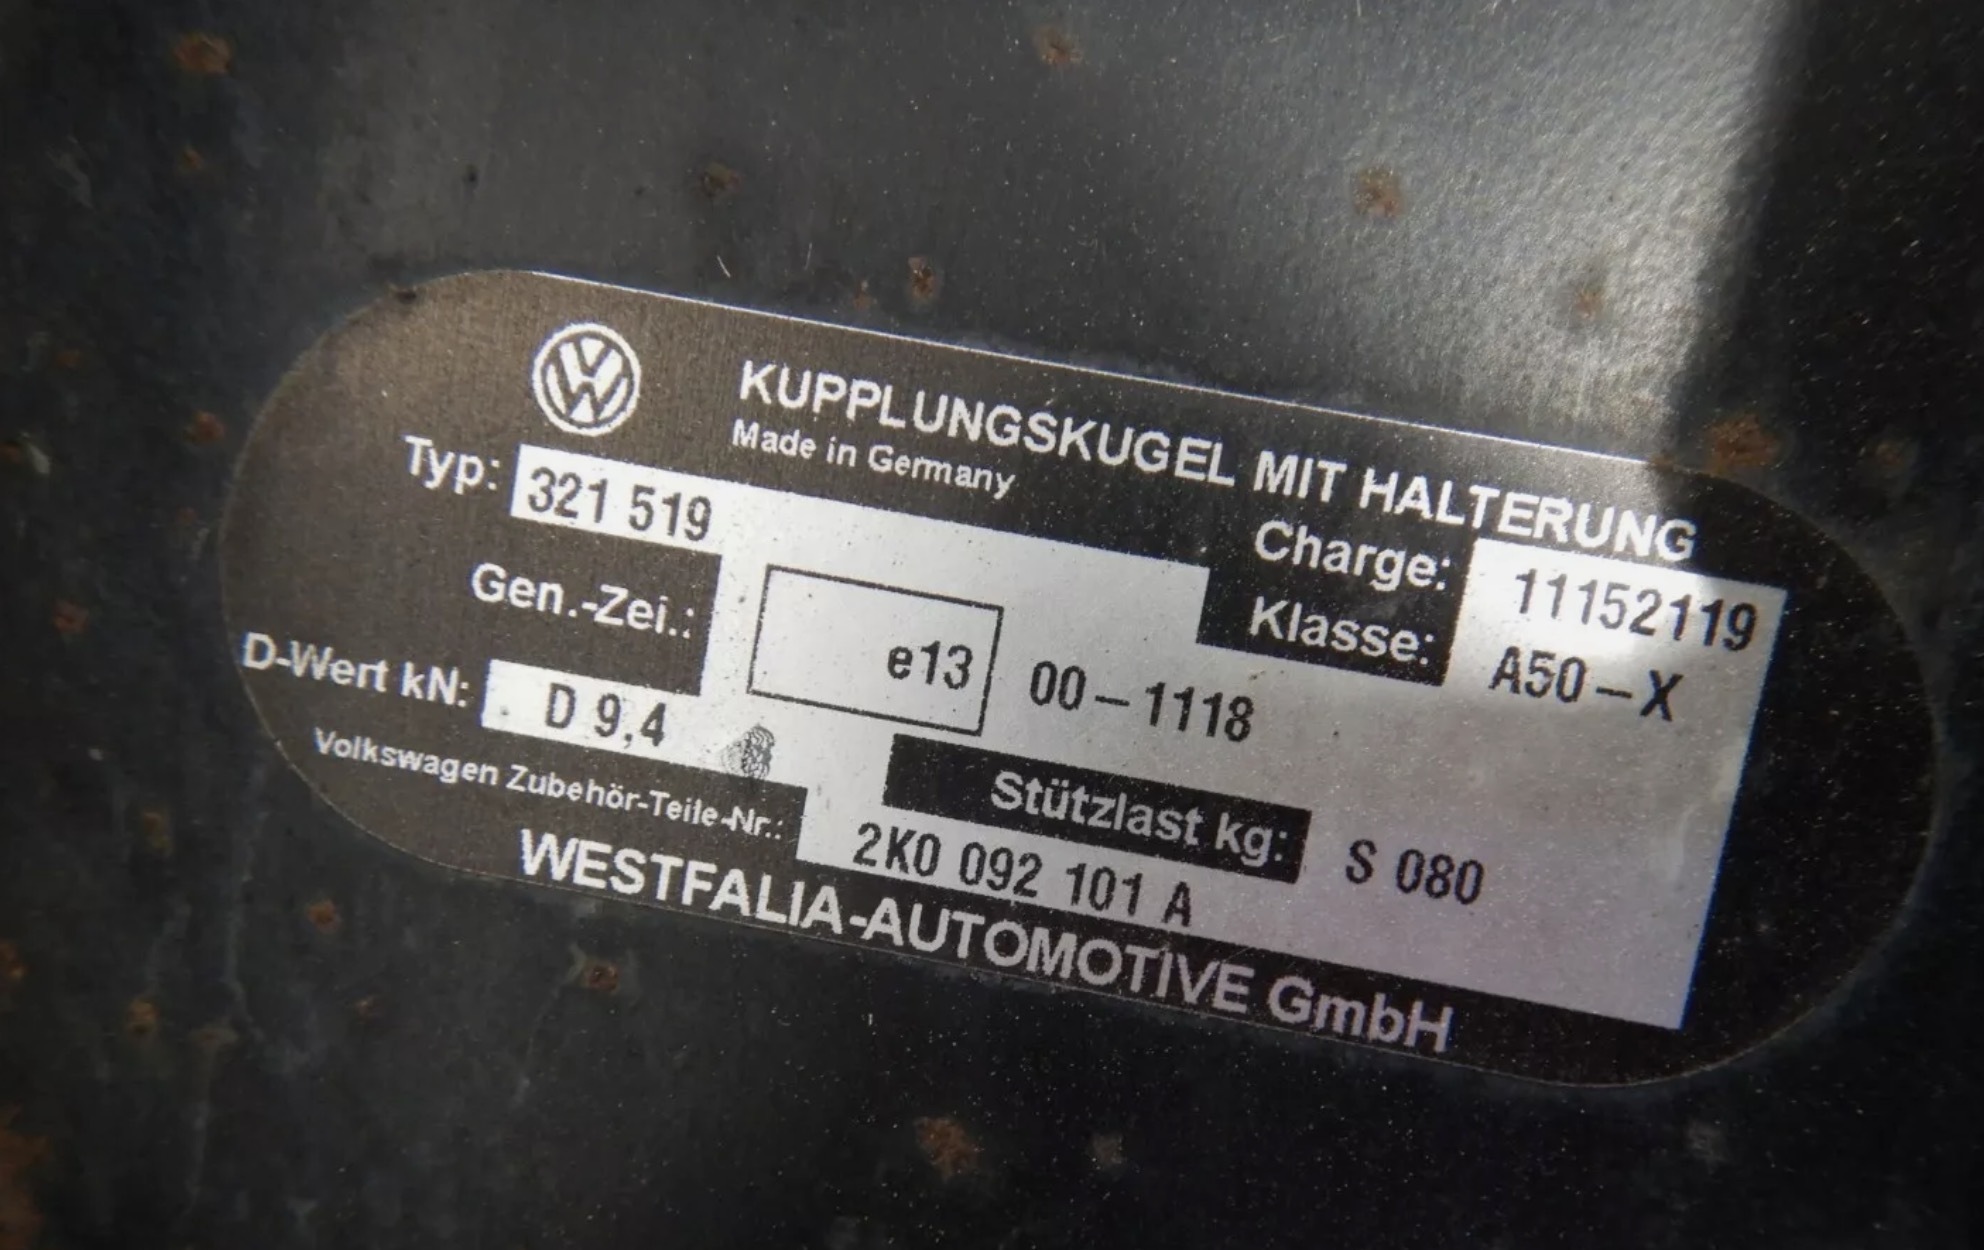 KUPPLUNGSKUGEL MIT HALTERUNG
Made in Germany
Typ: 321 519
Charge: 11152119
Gen.-Zei.: e13 00-1118
Klasse: A50-X
D-Wert kN: D 9,4
Stützlast kg: S 080
Volkswagen Zubehör-Teile-Nr.: 2K0 092 101 A
WESTFALIA-AUTOMOTIVE GmbH